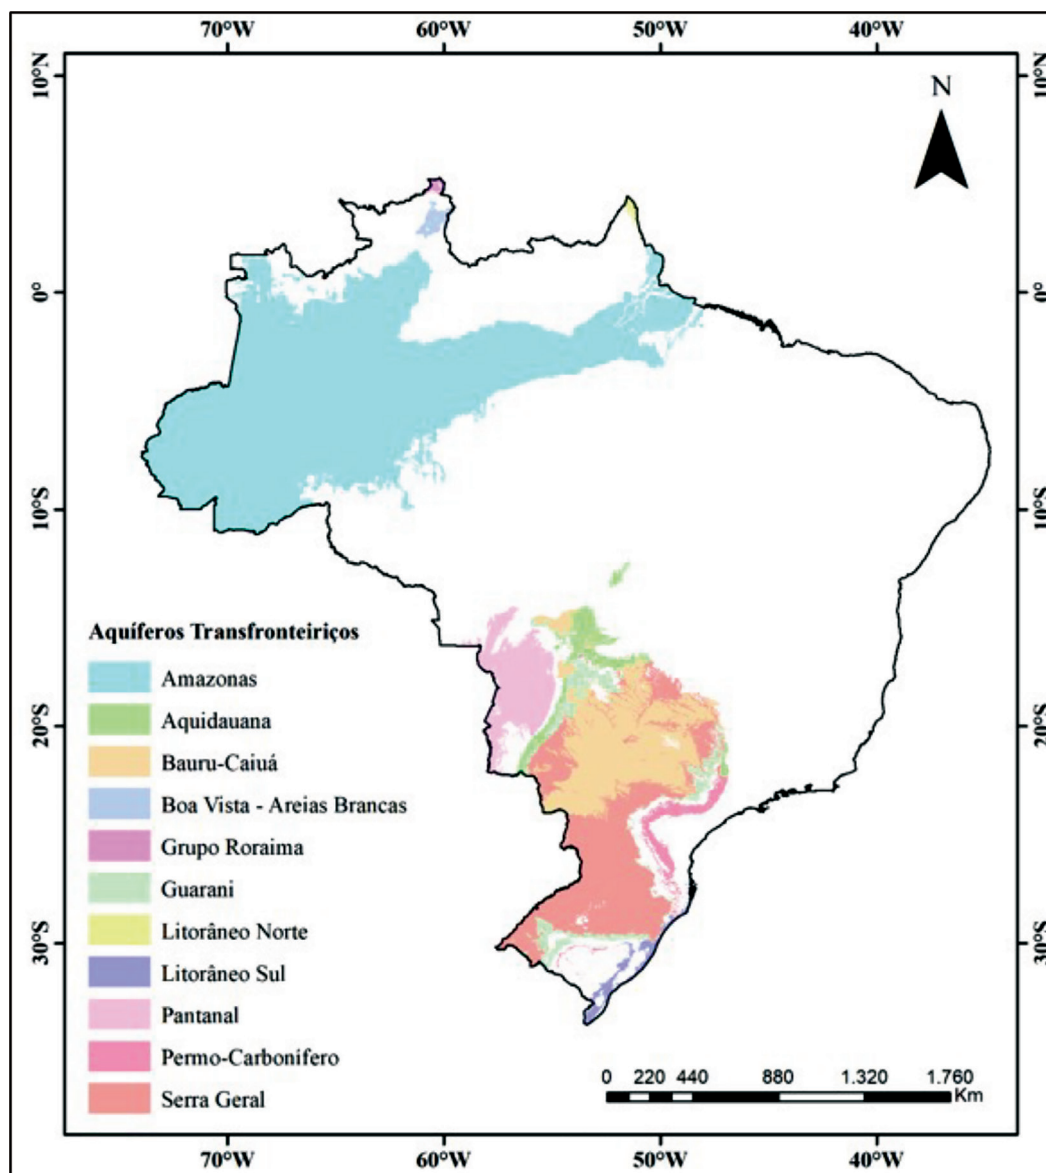 70°W 60°W 50°W 40°W
10°N 10°N
N
0° 0°
10°S 10°S
20°S 20°S
30°S 30°S
Aquíferos Transfronteiriços
Amazonas
Aquidauana
Bauru-Caiuá
Boa Vista - Areias Brancas
Grupo Roraima
Guarani
Litorâneo Norte
Litorâneo Sul
Pantanal
Permo-Carbonífero
Serra Geral
0 220 440 880 1.320 1.760
Km
70°W 60°W 50°W 40°W